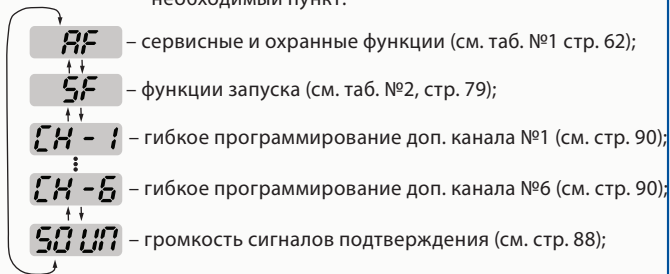 необходимый пункт.
AF – сервисные и охранные функции (см. таб. №1 стр. 62);
SF – функции запуска (см. таб. №2, стр. 79);
CH - 1 – гибкое программирование доп. канала №1 (см. стр. 90);
CH - 6 – гибкое программирование доп. канала №6 (см. стр. 90);
SOUN – громкость сигналов подтверждения (см. стр. 88);